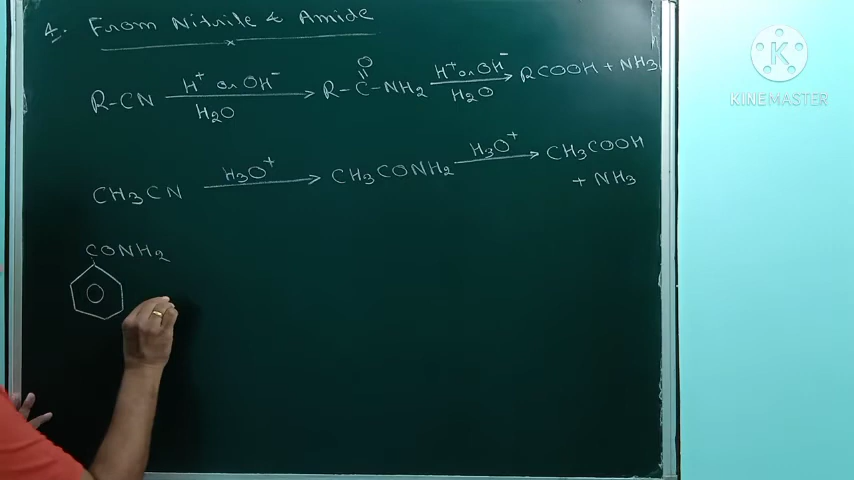 4. From Nitrile & Amide
R-CN H⁺ or OH⁻ H₂O → R-C(=O)-NH₂ H⁺ or OH⁻ H₂O → RCOOH + NH₃
CH₃CN H₃O⁺ → CH₃CONH₂ H₃O⁺ → CH₃COOH
+ NH₃
CONH₂
K
KINEMASTER